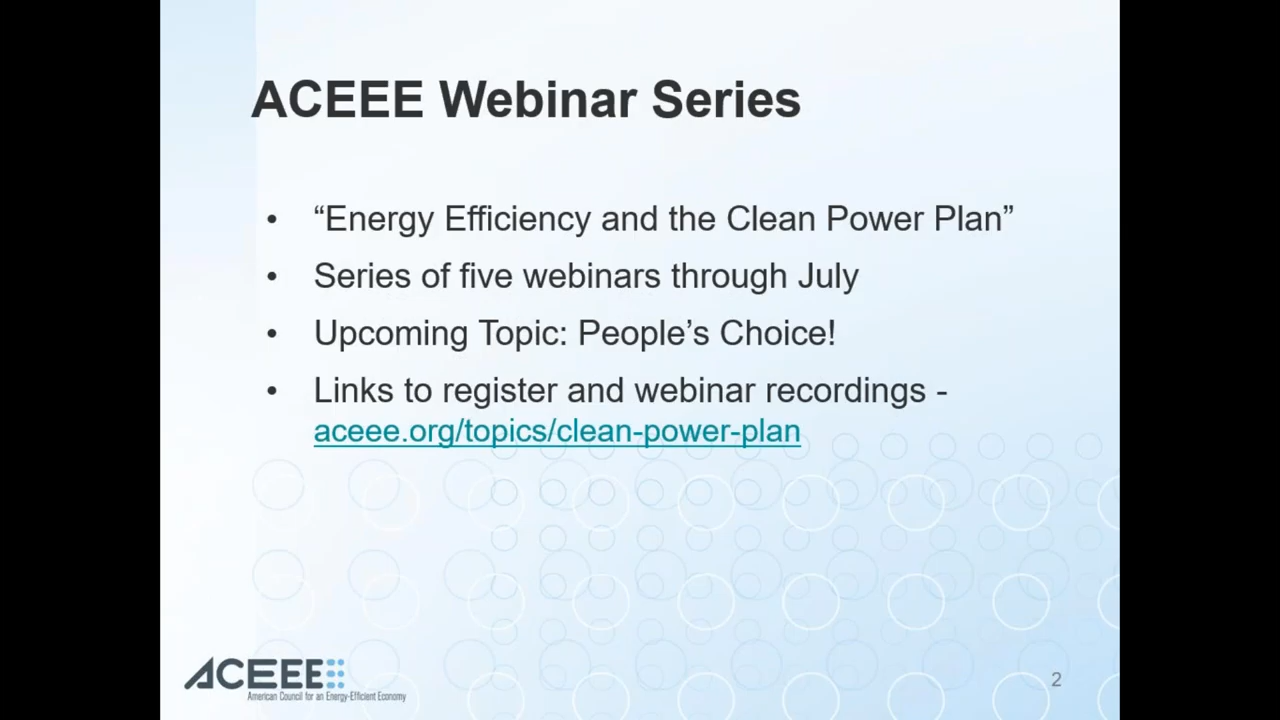 ACEEE Webinar Series
• “Energy Efficiency and the Clean Power Plan”
• Series of five webinars through July
• Upcoming Topic: People’s Choice!
• Links to register and webinar recordings -
aceee.org/topics/clean-power-plan
ACEEE
American Council for an Energy-Efficient Economy
2